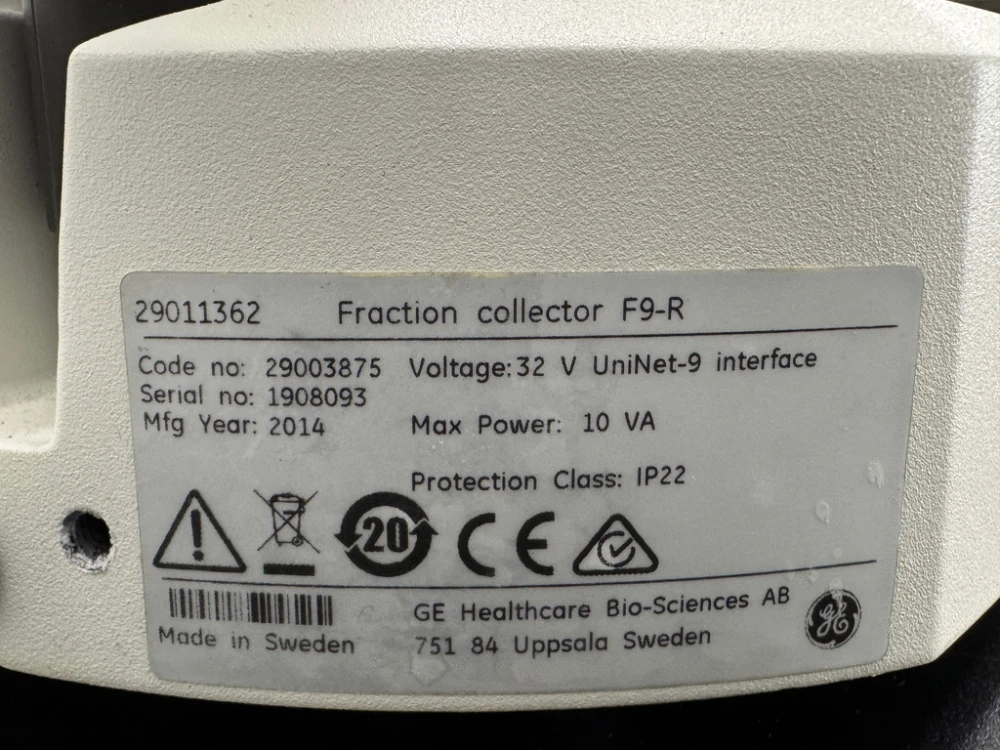 29011362 Fraction collector F9-R
Code no: 29003875 Voltage:32 V UniNet-9 interface
Serial no: 1908093
Mfg Year: 2014 Max Power: 10 VA
Protection Class: IP22
20 CE
GE Healthcare Bio-Sciences AB GE
Made in Sweden 751 84 Uppsala Sweden